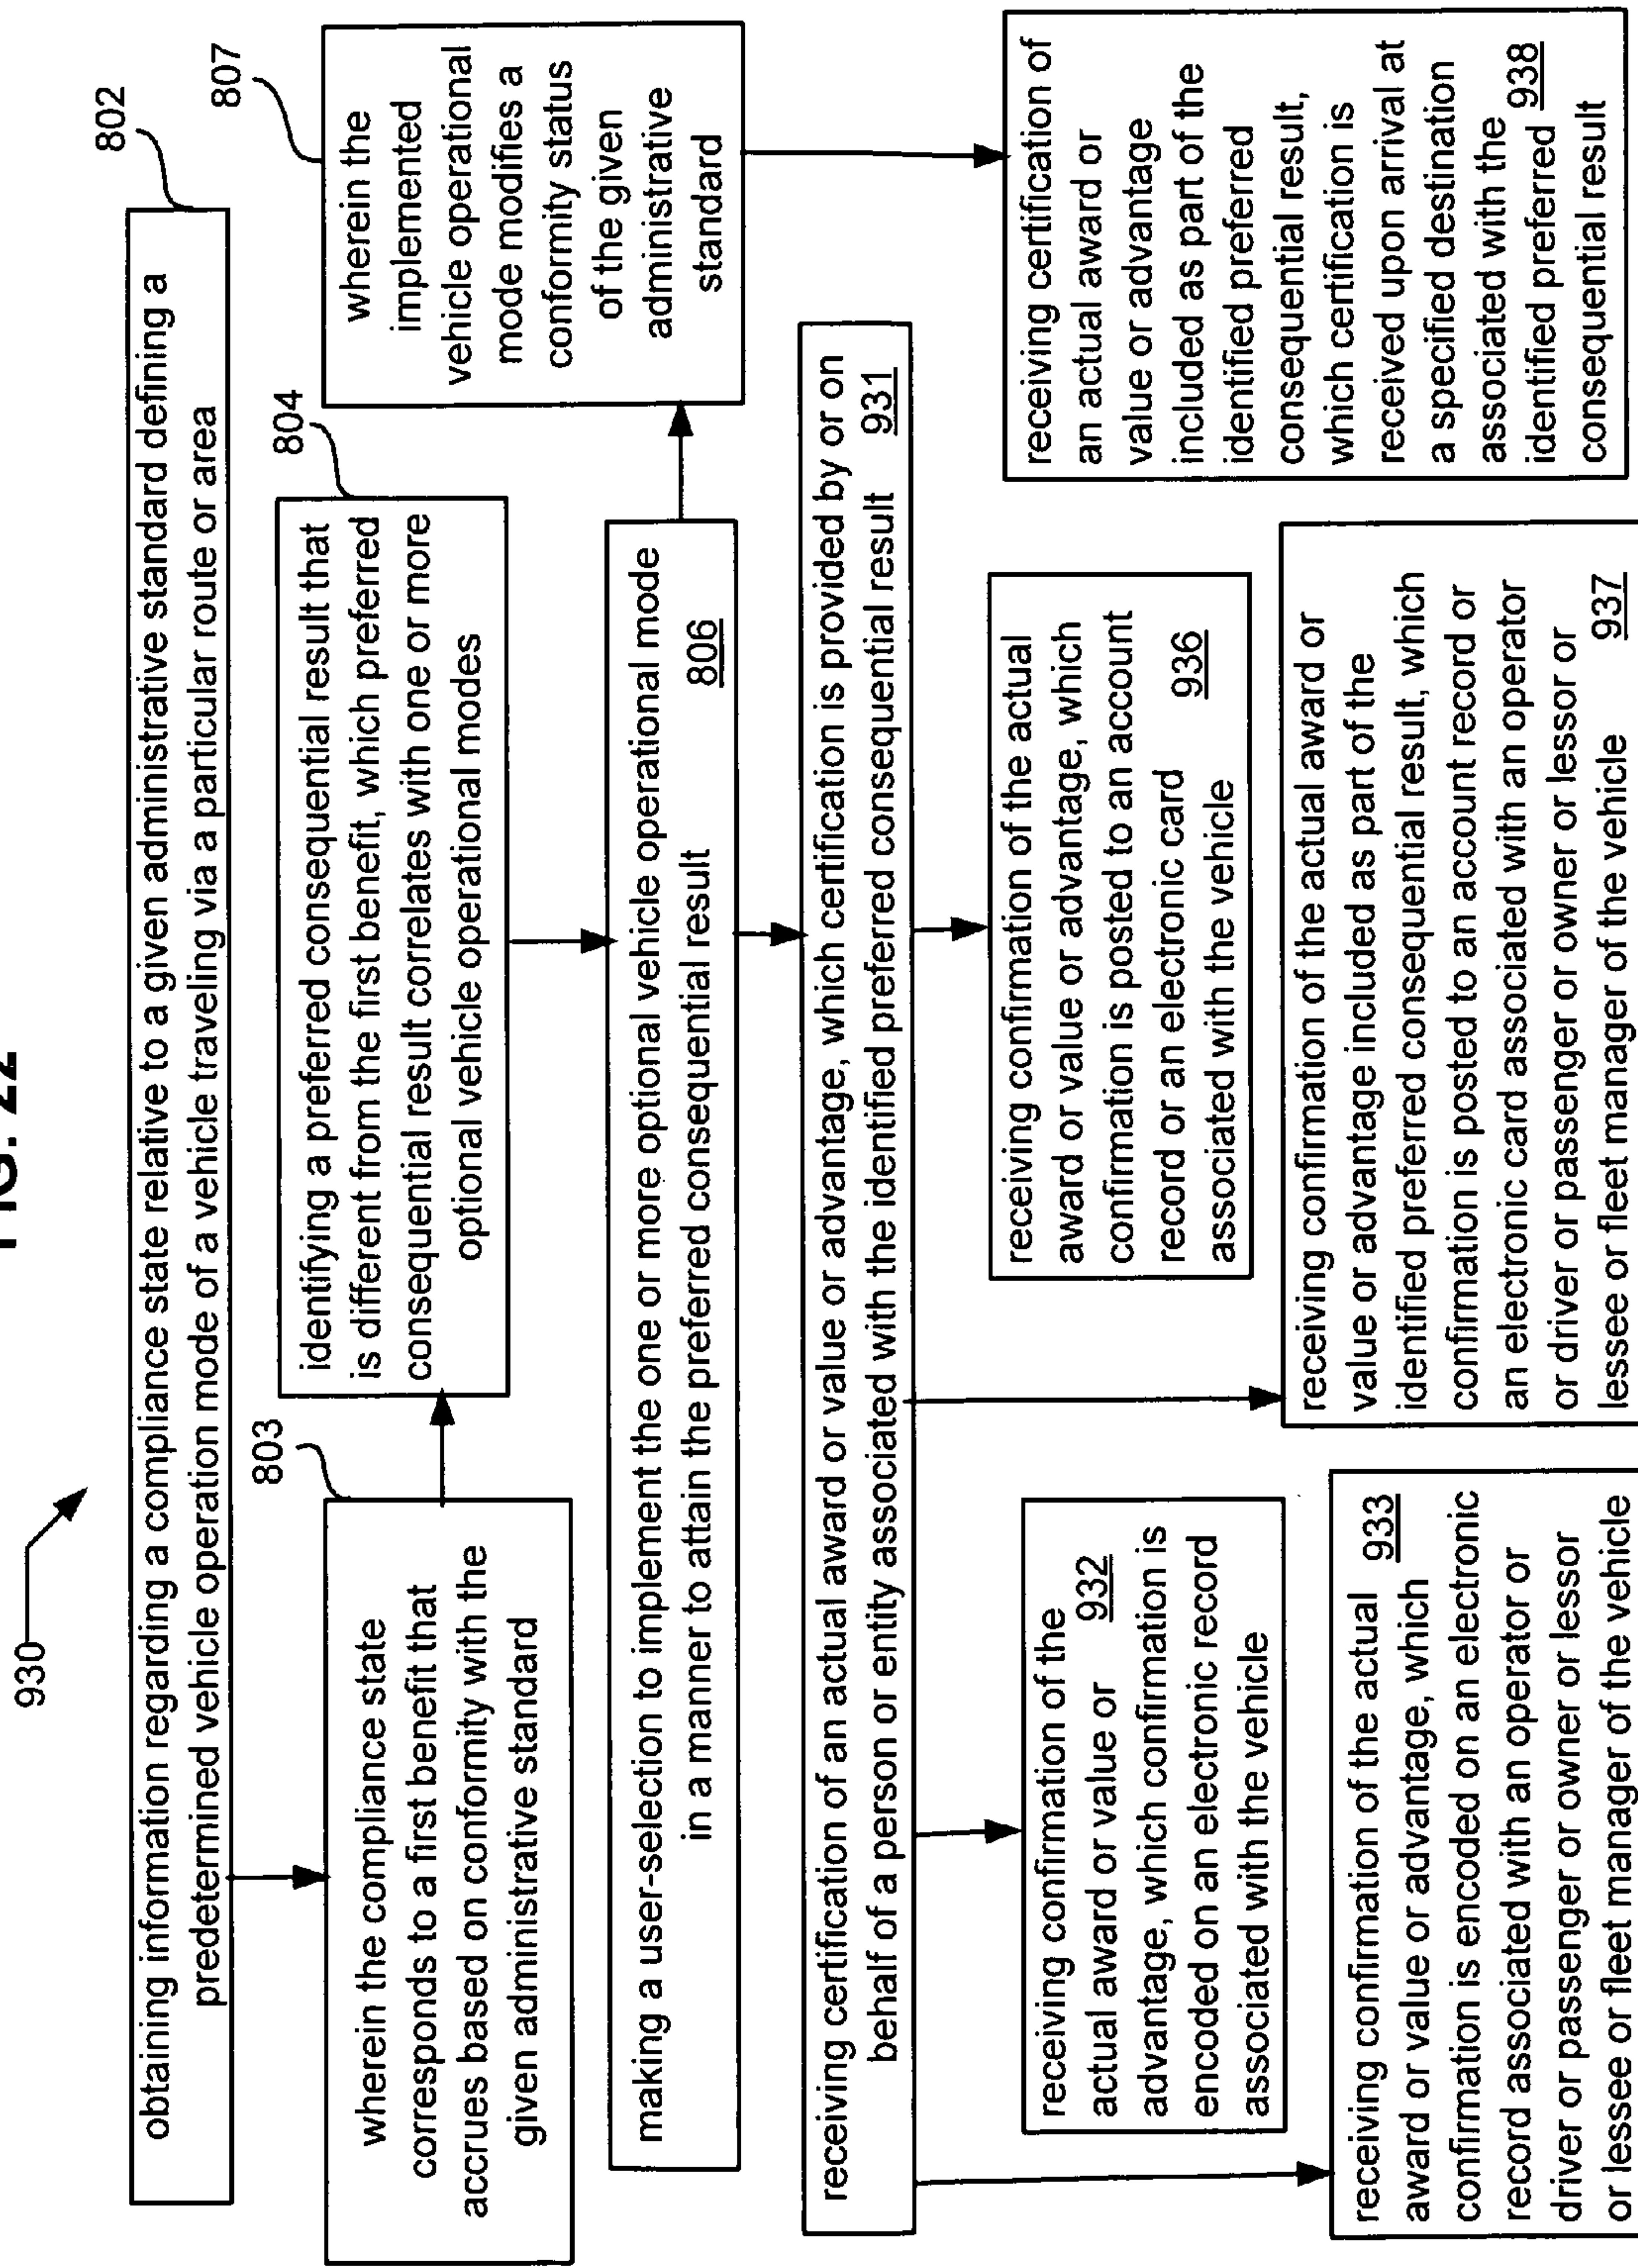 FIG. 22
930
802
obtaining information regarding a compliance state relative to a given administrative standard defining a
predetermined vehicle operation mode of a vehicle traveling via a particular route or area
803
wherein the compliance state
corresponds to a first benefit that
accrues based on conformity with the
given administrative standard
804
identifying a preferred consequential result that
is different from the first benefit, which preferred
consequential result correlates with one or more
optional vehicle operational modes
807
wherein the
implemented
vehicle operational
mode modifies a
conformity status
of the given
administrative
standard
making a user-selection to implement the one or more optional vehicle operational mode
in a manner to attain the preferred consequential result 806
receiving certification of an actual award or value or advantage, which certification is provided by or on
behalf of a person or entity associated with the identified preferred consequential result 931
receiving confirmation of the
actual award or value or 932
advantage, which confirmation is
encoded on an electronic record
associated with the vehicle
receiving confirmation of the actual 933
award or value or advantage, which
confirmation is encoded on an electronic
record associated with an operator or
driver or passenger or owner or lessor
or lessee or fleet manager of the vehicle
receiving confirmation of the actual
award or value or advantage, which
confirmation is posted to an account
record or an electronic card 936
associated with the vehicle
receiving confirmation of the actual award or
value or advantage included as part of the
identified preferred consequential result, which
confirmation is posted to an account record or
an electronic card associated with an operator
or driver or passenger or owner or lessor or
lessee or fleet manager of the vehicle 937
receiving certification of
an actual award or
value or advantage
included as part of the
identified preferred
consequential result,
which certification is
received upon arrival at
a specified destination
associated with the
identified preferred 938
consequential result